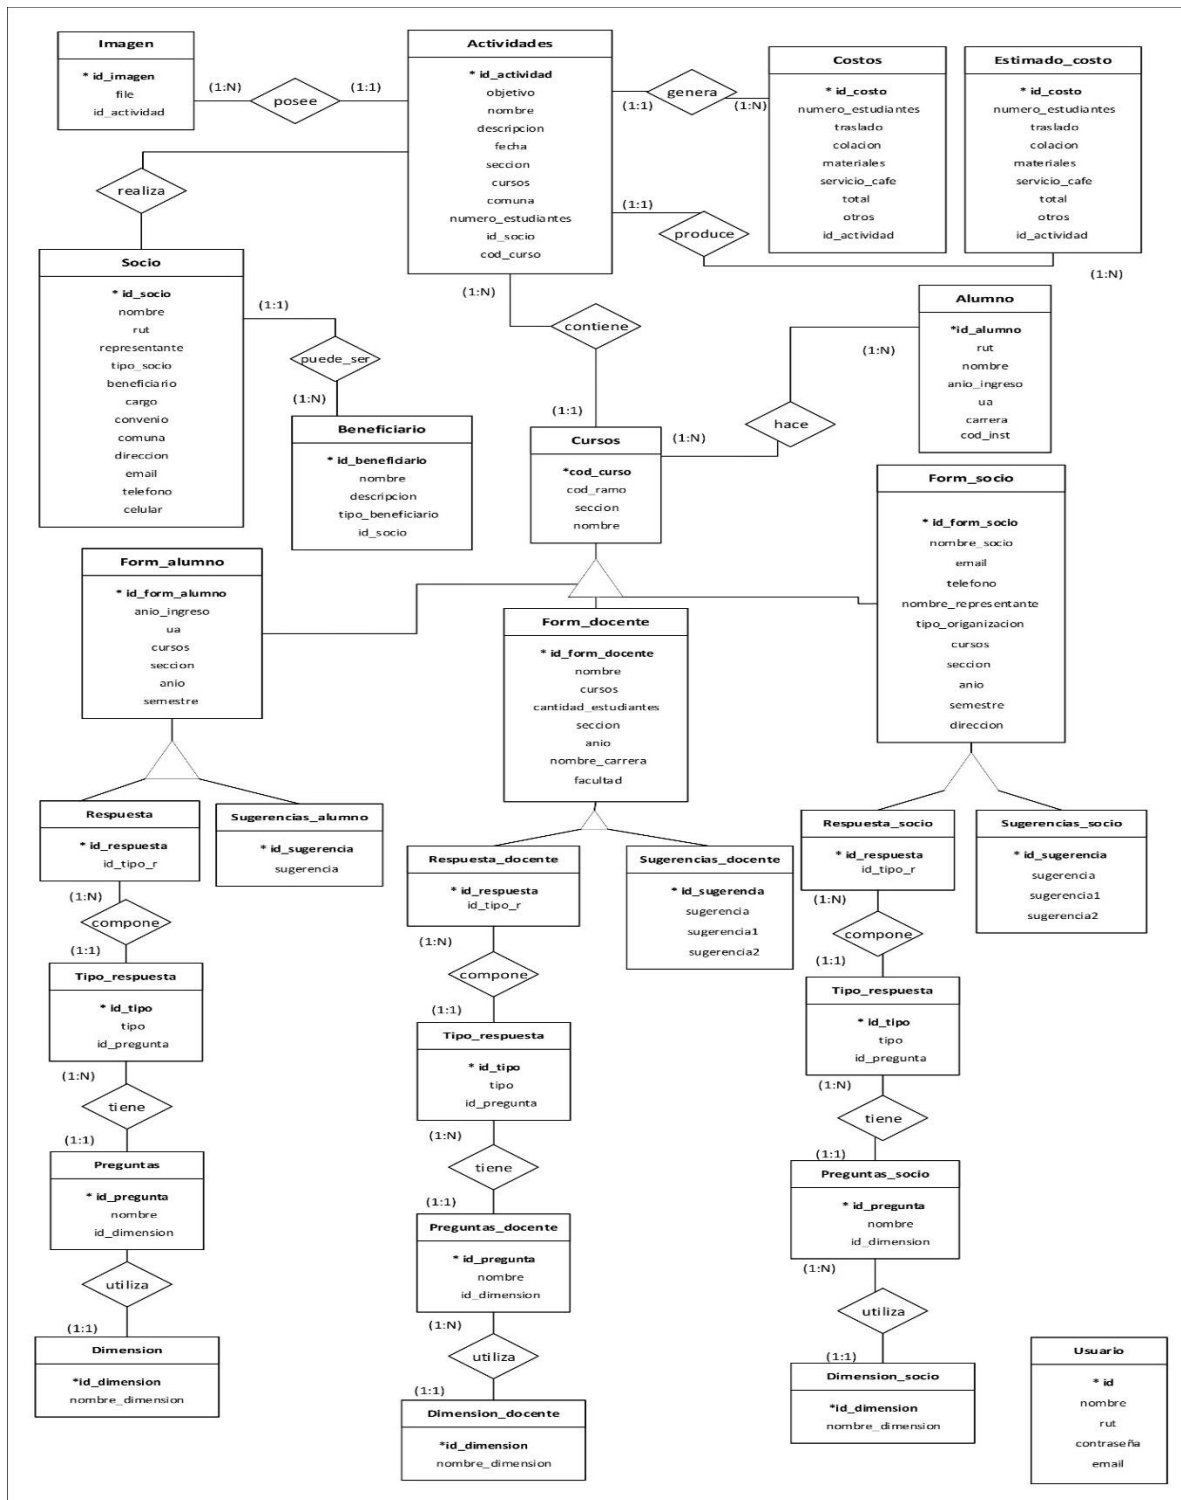 Imagen
* id_imagen
file
id_actividad
(1:N)
posee
(1:1)
Actividades
* id_actividad
objetivo
nombre
descripcion
fecha
seccion
cursos
comuna
numero_estudiantes
id_socio
cod_curso
(1:1)
genera
(1:N)
Costos
* id_costo
numero_estudiantes
traslado
colacion
materiales
servicio_cafe
total
otros
id_actividad
Estimado_costo
* id_costo
numero_estudiantes
traslado
colacion
materiales
servicio_cafe
total
otros
id_actividad
realiza
(1:1)
produce
(1:N)
Socio
* id_socio
nombre
rut
representante
tipo_socio
beneficiario
cargo
convenio
comuna
direccion
email
telefono
celular
(1:1)
puede_ser
(1:N)
Beneficiario
* id_beneficiario
nombre
descripcion
tipo_beneficiario
id_socio
(1:N)
contiene
(1:1)
Cursos
*cod_curso
cod_ramo
seccion
nombre
(1:N)
hace
(1:N)
Alumno
*id_alumno
rut
nombre
anio_ingreso
ua
carrera
cod_inst
Form_alumno
* id_form_alumno
anio_ingreso
ua
cursos
seccion
anio
semestre
Form_docente
* id_form_docente
nombre
cursos
cantidad_estudiantes
seccion
anio
nombre_carrera
facultad
Form_socio
* id_form_socio
nombre_socio
email
telefono
nombre_representante
tipo_origanizacion
cursos
seccion
anio
semestre
direccion
Respuesta
* id_respuesta
id_tipo_r
Sugerencias_alumno
* id_sugerencia
sugerencia
(1:N)
compone
(1:1)
Tipo_respuesta
* id_tipo
tipo
id_pregunta
(1:N)
tiene
(1:1)
Preguntas
* id_pregunta
nombre
id_dimension
utiliza
(1:1)
Dimension
*id_dimension
nombre_dimension
Respuesta_docente
* id_respuesta
id_tipo_r
Sugerencias_docente
* id_sugerencia
sugerencia
sugerencia1
sugerencia2
(1:N)
compone
(1:1)
Tipo_respuesta
* id_tipo
tipo
id_pregunta
(1:N)
tiene
(1:1)
Preguntas_docente
* id_pregunta
nombre
id_dimension
(1:N)
utiliza
(1:1)
Dimension_docente
*id_dimension
nombre_dimension
Respuesta_socio
* id_respuesta
id_tipo_r
Sugerencias_socio
* id_sugerencia
sugerencia
sugerencia1
sugerencia2
(1:N)
compone
(1:1)
Tipo_respuesta
* id_tipo
tipo
id_pregunta
(1:N)
tiene
(1:1)
Preguntas_socio
* id_pregunta
nombre
id_dimension
(1:N)
utiliza
(1:1)
Dimension_socio
*id_dimension
nombre_dimension
Usuario
* id
nombre
rut
contraseña
email